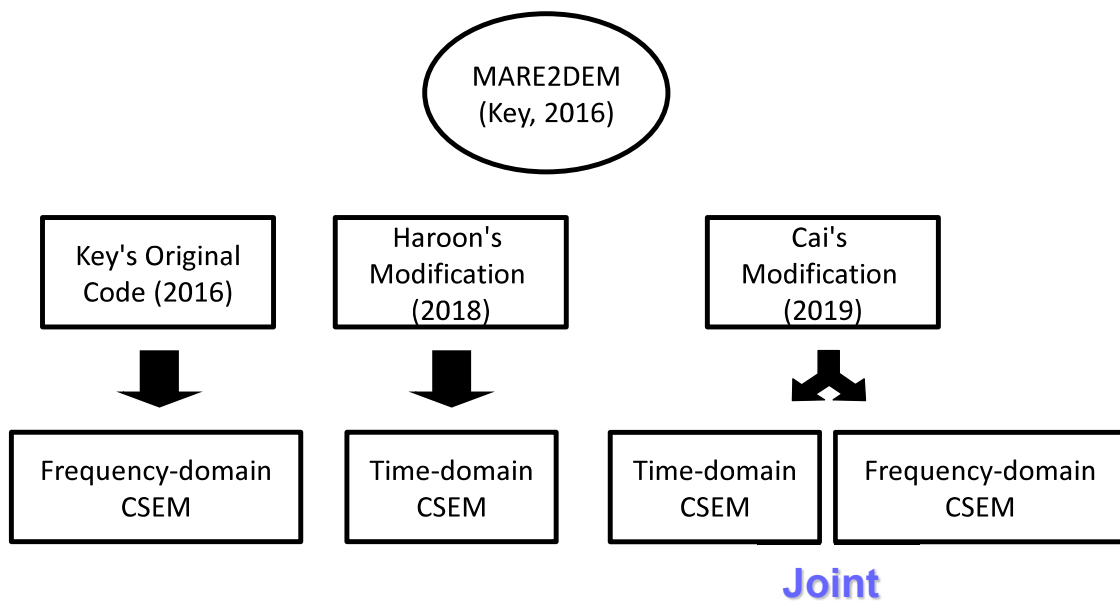 MARE2DEM
(Key, 2016)
Key's Original
Code (2016)
Haroon's
Modification
(2018)
Cai's
Modification
(2019)
Frequency-domain
CSEM
Time-domain
CSEM
Time-domain
CSEM
Frequency-domain
CSEM
Joint